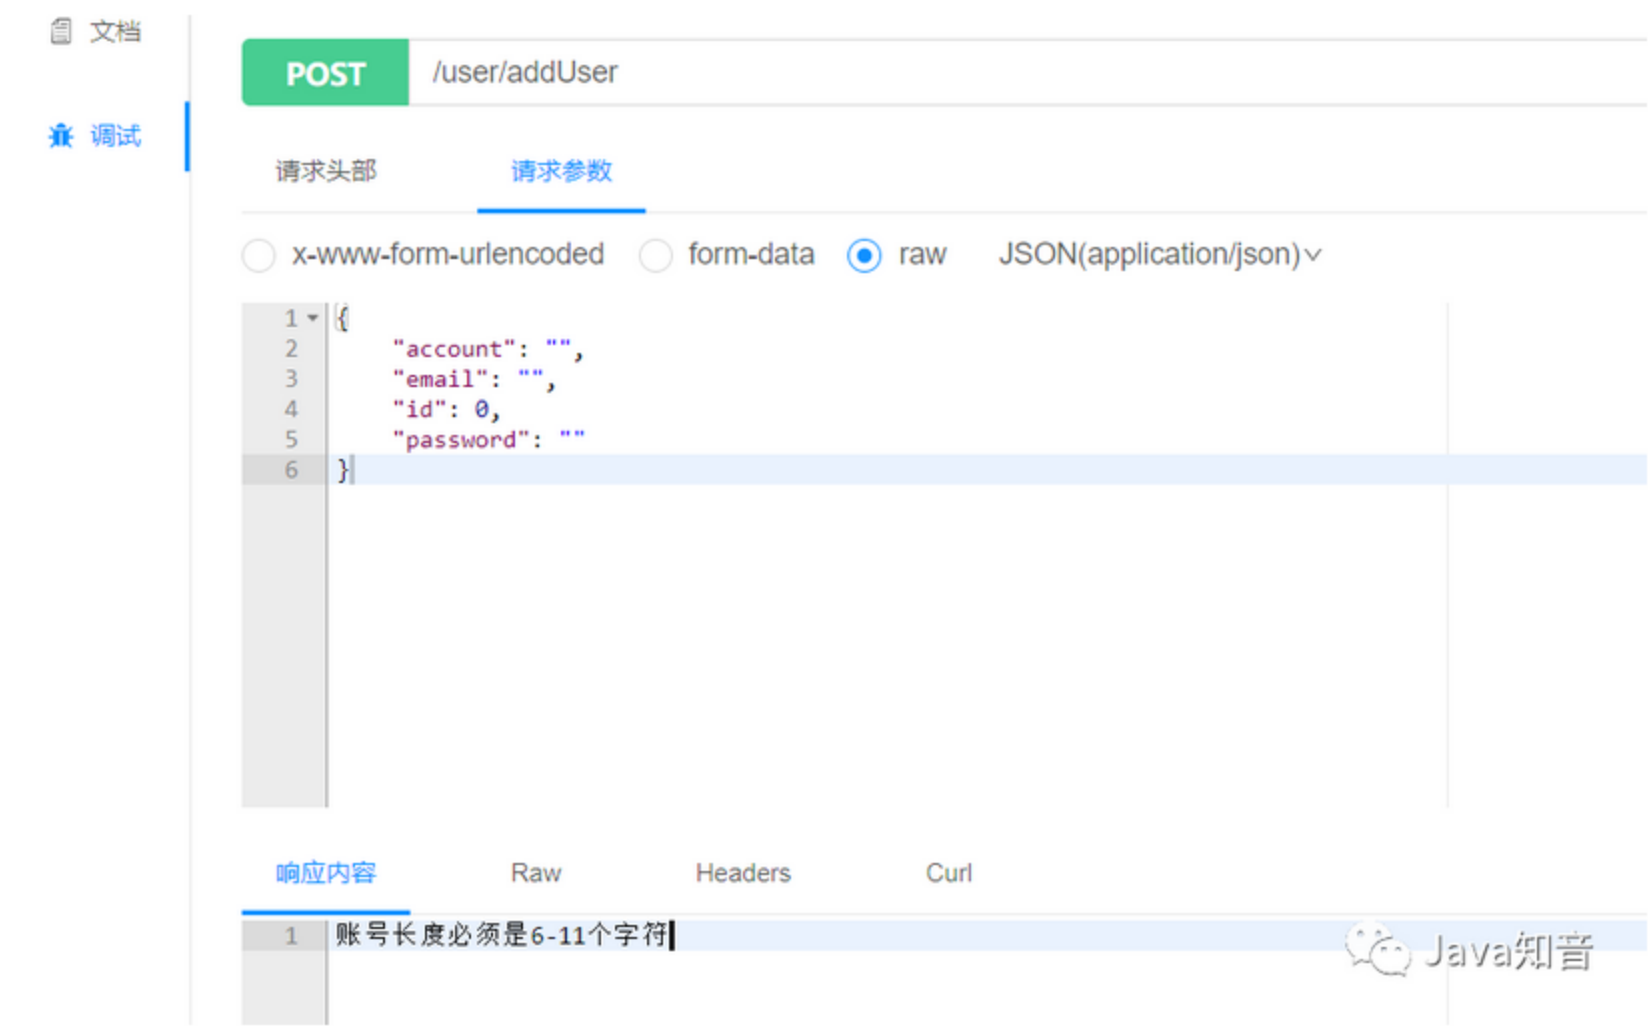 文档
调试
POST /user/addUser
请求头部 请求参数
x-www-form-urlencoded form-data raw JSON(application/json)
1 {
2 "account": "",
3 "email": "",
4 "id": 0,
5 "password": ""
6 }
响应内容 Raw Headers Curl
1 账号长度必须是6-11个字符
Java知音